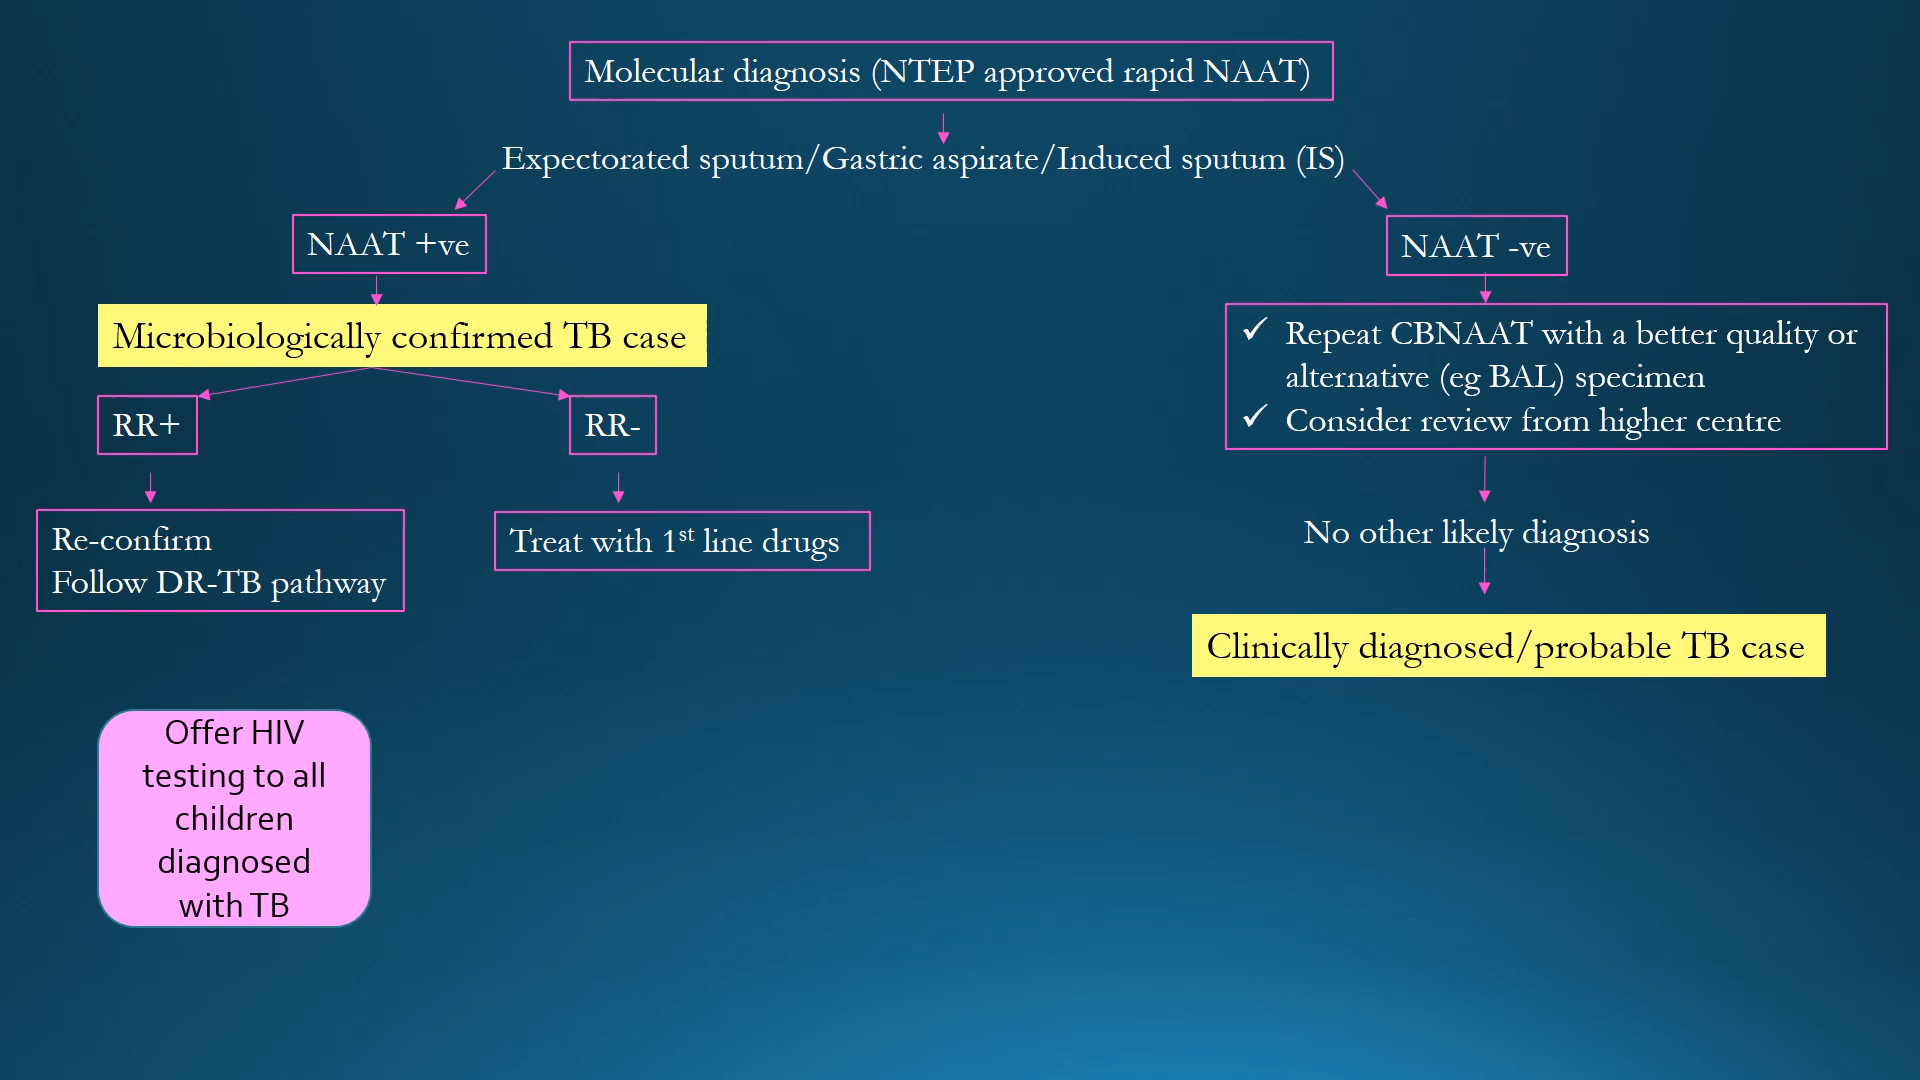 Molecular diagnosis (NTEP approved rapid NAAT)
Expectorated sputum/Gastric aspirate/Induced sputum (IS)
NAAT +ve
Microbiologically confirmed TB case
RR+
RR-
Re-confirm
Follow DR-TB pathway
Treat with 1st line drugs
NAAT -ve
✓ Repeat CBNAAT with a better quality or
alternative (eg BAL) specimen
✓ Consider review from higher centre
No other likely diagnosis
Clinically diagnosed/probable TB case
Offer HIV
testing to all
children
diagnosed
with TB